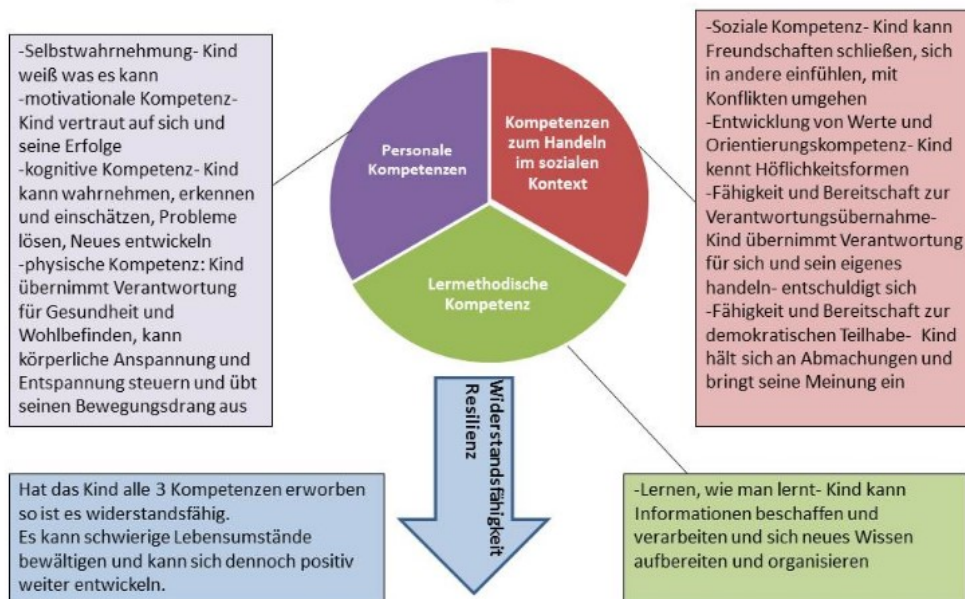 -Selbstwahrnehmung- Kind
weiß was es kann
-motivationale Kompetenz-
Kind vertraut auf sich und
seine Erfolge
-kognitive Kompetenz- Kind
kann wahrnehmen, erkennen
und einschätzen, Probleme
lösen, Neues entwickeln
-physische Kompetenz: Kind
übernimmt Verantwortung
für Gesundheit und
Wohlbefinden, kann
körperliche Anspannung und
Entspannung steuern und übt
seinen Bewegungsdrang aus
Personale
Kompetenzen
Kompetenzen
zum Handeln
im sozialen
Kontext
Lermethodische
Kompetenz
-Soziale Kompetenz- Kind kann
Freundschaften schließen, sich
in andere einfühlen, mit
Konflikten umgehen
-Entwicklung von Werte und
Orientierungskompetenz- Kind
kennt Höflichkeitsformen
-Fähigkeit und Bereitschaft zur
Verantwortungsübernahme-
Kind übernimmt Verantwortung
für sich und sein eigenes
handeln- entschuldigt sich
-Fähigkeit und Bereitschaft zur
demokratischen Teilhabe- Kind
hält sich an Abmachungen und
bringt seine Meinung ein
Widerstandsfähigkeit
Resilienz
Hat das Kind alle 3 Kompetenzen erworben
so ist es widerstandsfähig.
Es kann schwierige Lebensumstände
bewältigen und kann sich dennoch positiv
weiter entwickeln.
-Lernen, wie man lernt- Kind kann
Informationen beschaffen und
verarbeiten und sich neues Wissen
aufbereiten und organisieren